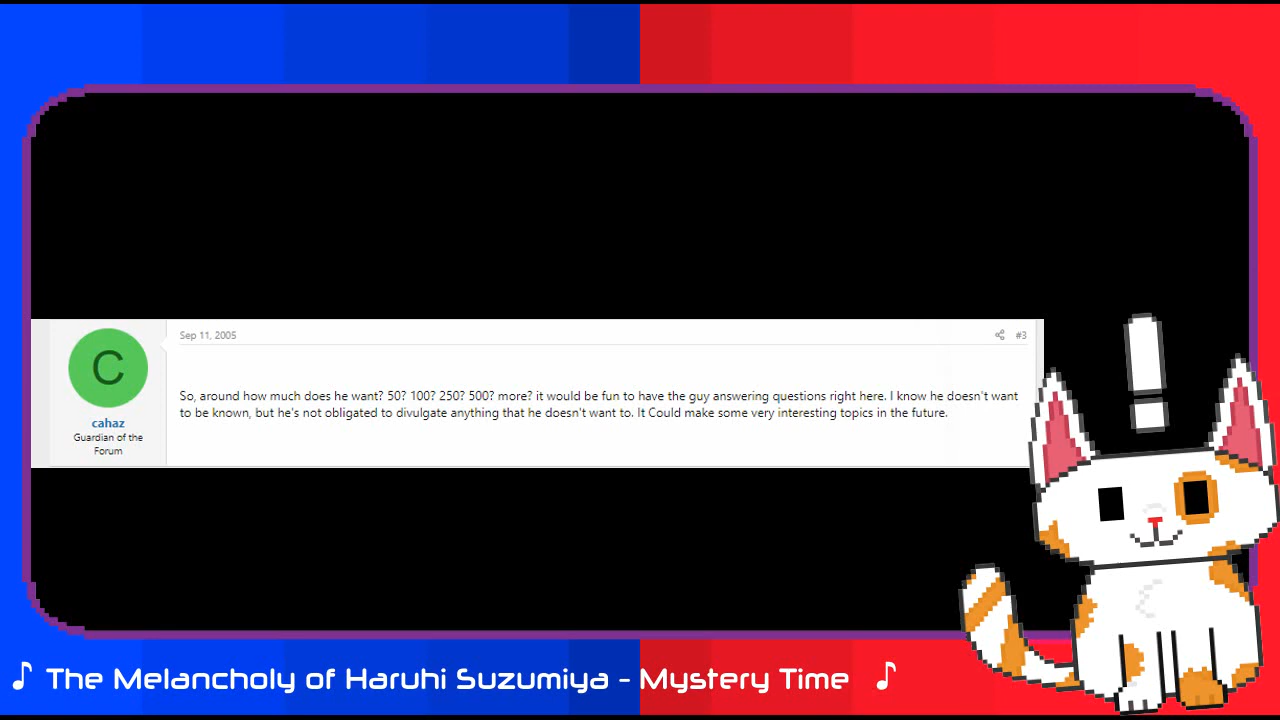 Sep 11, 2005
#3
C
So, around how much does he want? 50? 100? 250? 500? more? it would be fun to have the guy answering questions right here. I know he doesn't want
to be known, but he's not obligated to divulgate anything that he doesn't want to. It Could make some very interesting topics in the future.
cahaz
Guardian of the
Forum
♪ The Melancholy of Haruhi Suzumiya - Mystery Time ♪